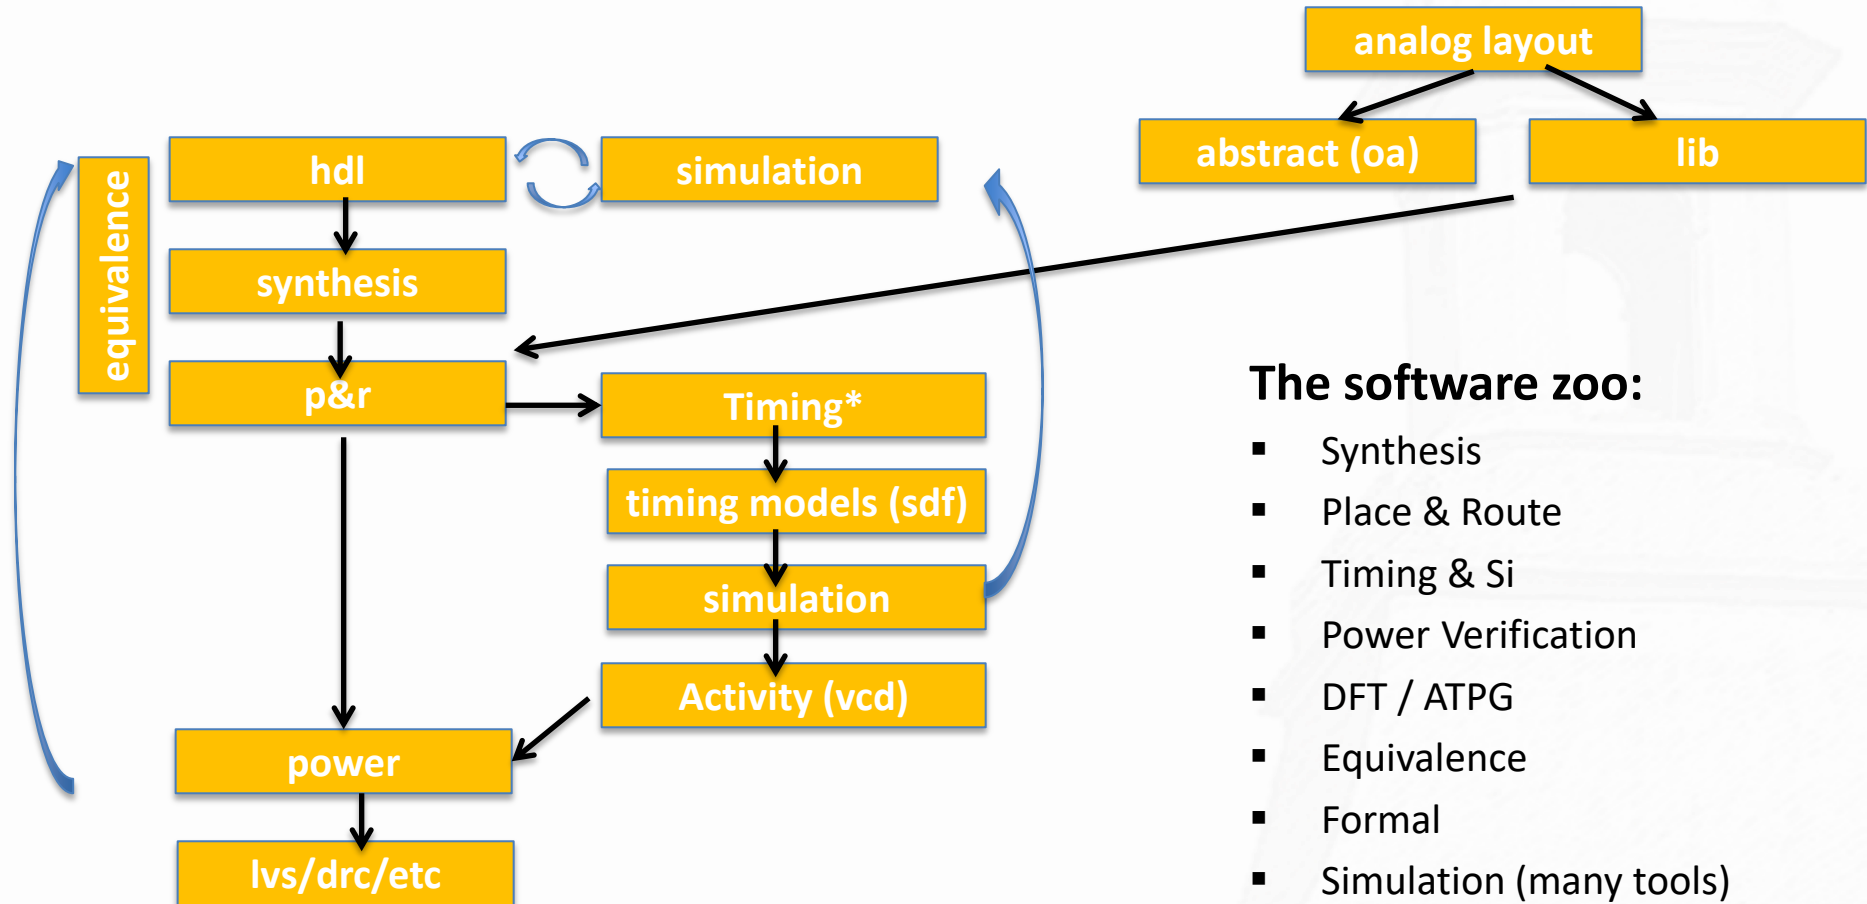 analog layout
abstract (oa)
lib
equivalence
hdl
simulation
synthesis
p&r
Timing*
timing models (sdf)
simulation
Activity (vcd)
power
lvs/drc/etc
The software zoo:
▪ Synthesis
▪ Place & Route
▪ Timing & Si
▪ Power Verification
▪ DFT / ATPG
▪ Equivalence
▪ Formal
▪ Simulation (many tools)